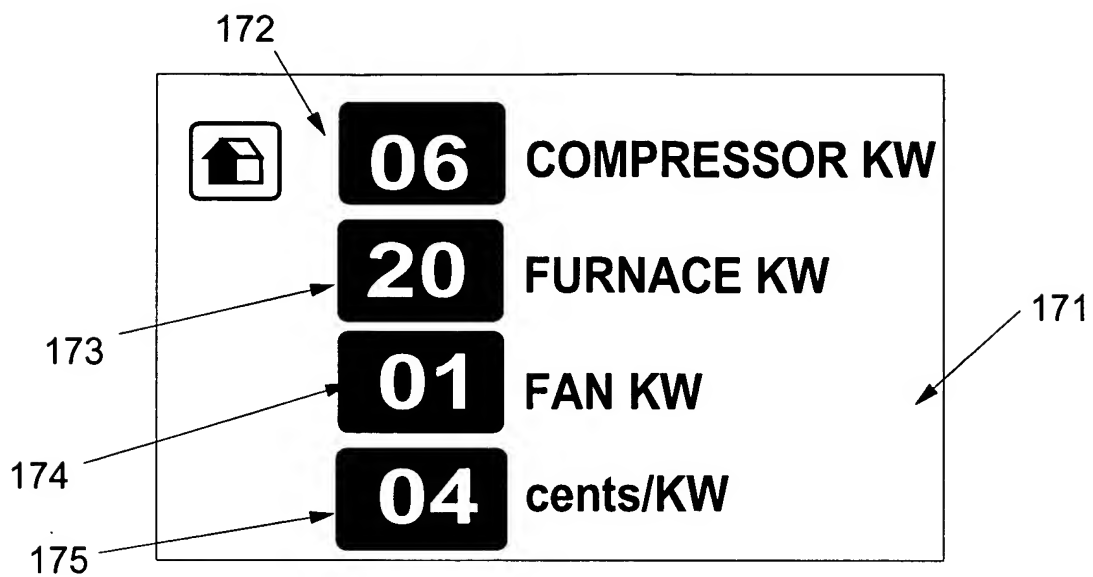 172
06 COMPRESSOR KW
20 FURNACE KW
171
173
01 FAN KW
174
04 cents/KW
175